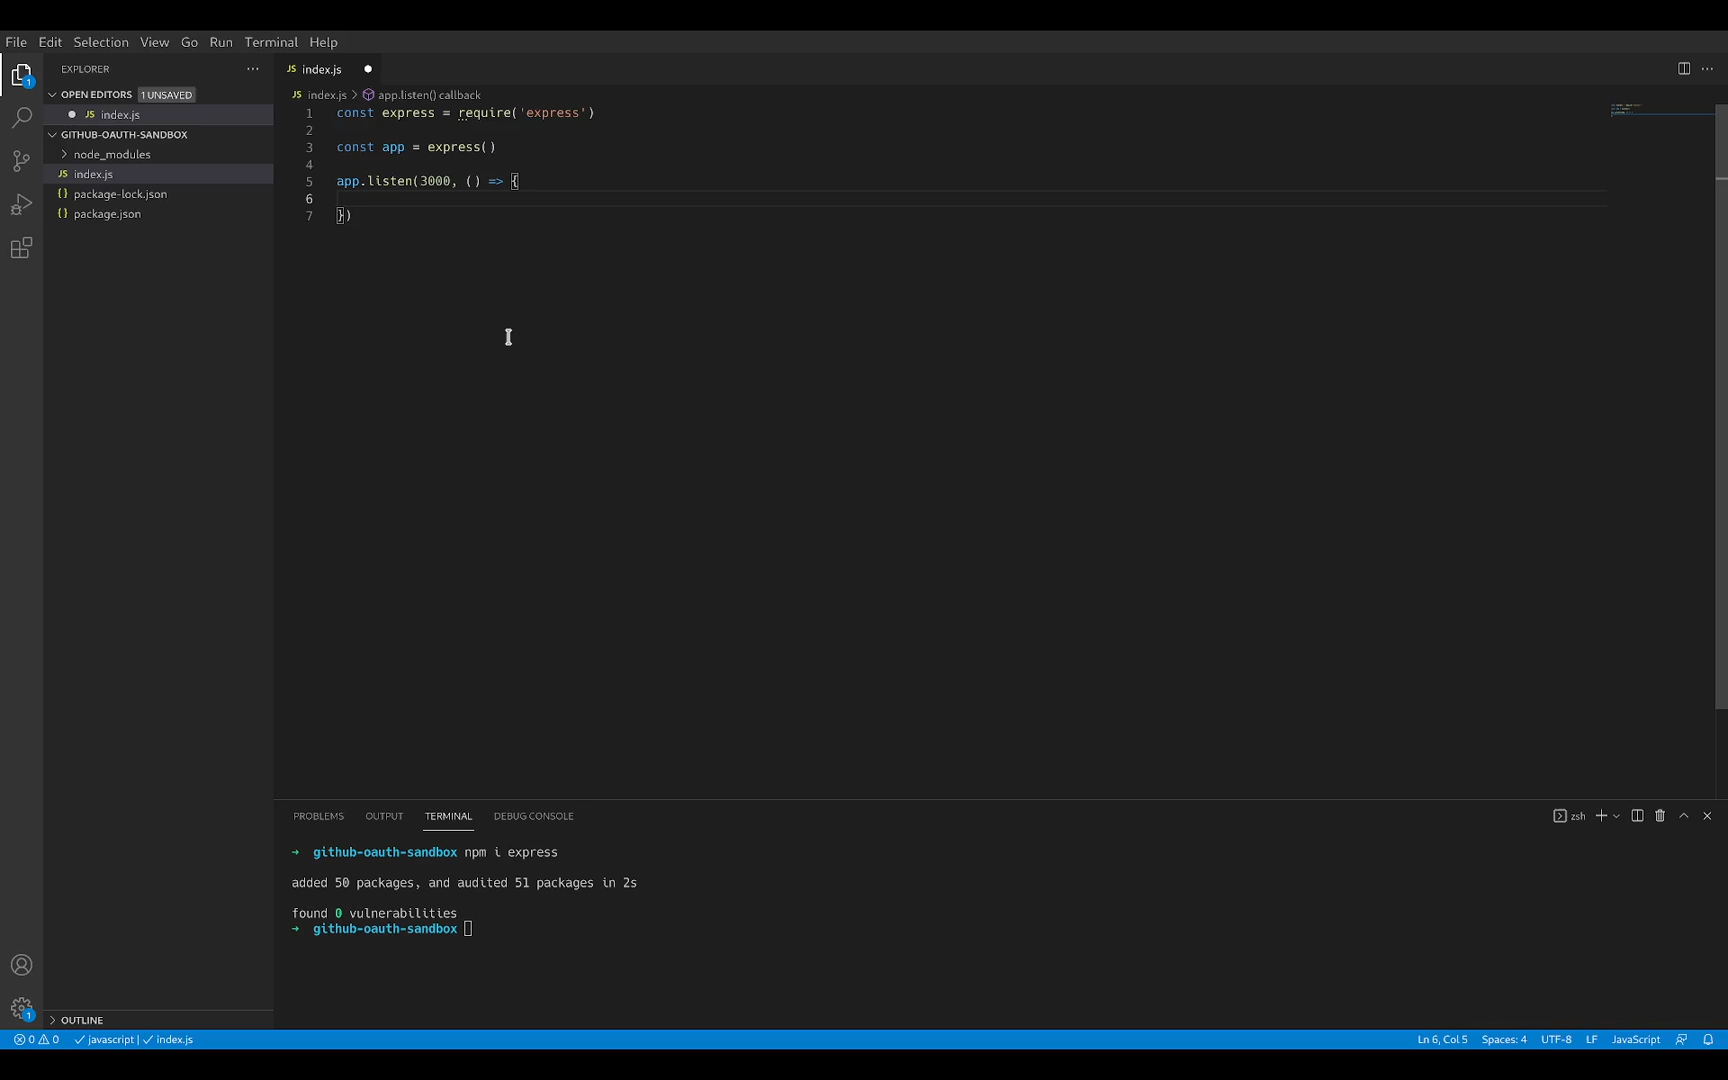 File Edit Selection View Go Run Terminal Help
EXPLORER ···
OPEN EDITORS 1 UNSAVED
JS index.js
GITHUB-OAUTH-SANDBOX
node_modules
JS index.js
{} package-lock.json
{} package.json
OUTLINE
1
1
JS index.js
JS index.js > app.listen() callback
1 const express = require('express')
2
3 const app = express()
4
5 app.listen(3000, () => {
6
7 })
PROBLEMS OUTPUT TERMINAL DEBUG CONSOLE zsh
→ github-oauth-sandbox npm i express
added 50 packages, and audited 51 packages in 2s
found 0 vulnerabilities
→ github-oauth-sandbox
0 0 ✓ javascript | ✓ index.js Ln 6, Col 5 Spaces: 4 UTF-8 LF JavaScript